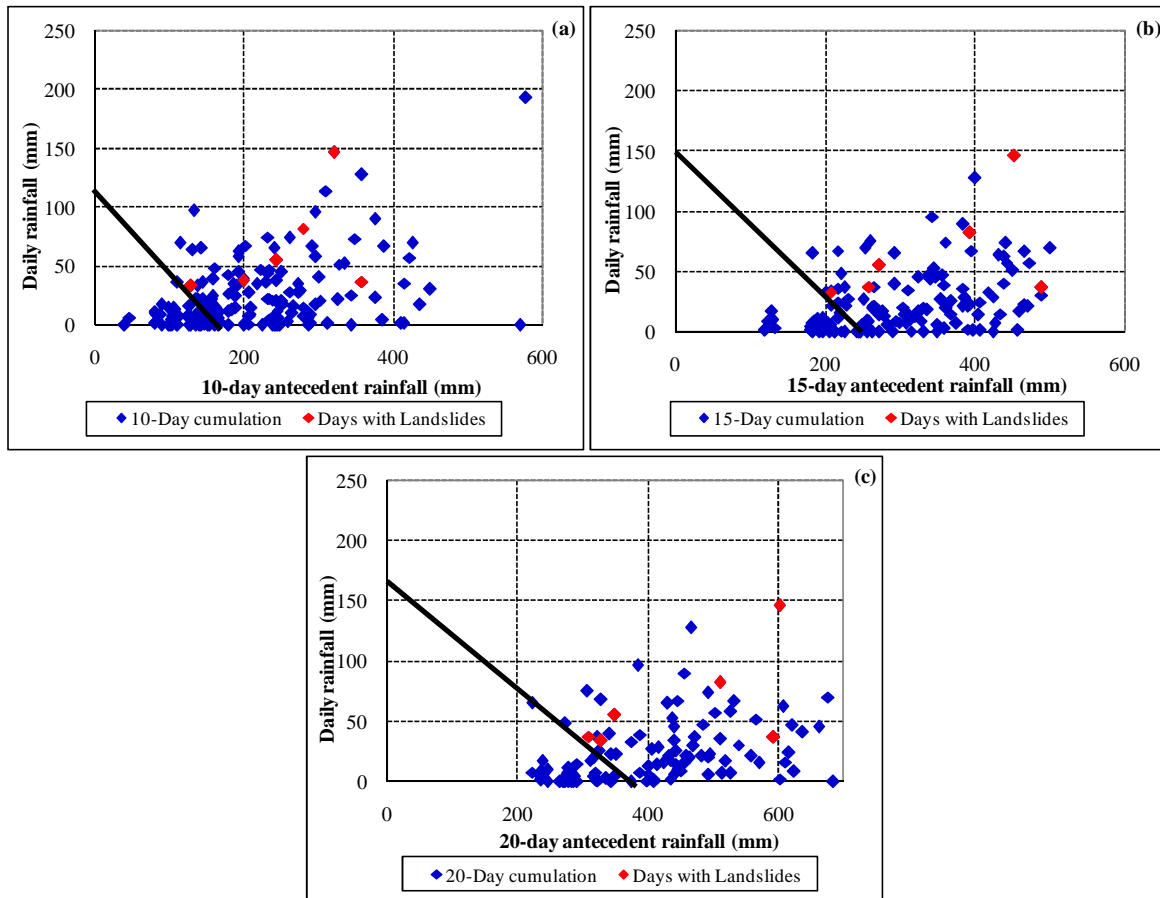 (a)
250
200
150
100
50
0
Daily rainfall (mm)
0 200 400 600
10-day antecedent rainfall (mm)
10-Day cumulation Days with Landslides
(b)
250
200
150
100
50
0
Daily rainfall (mm)
0 200 400 600
15-day antecedent rainfall (mm)
15-Day cumulation Days with Landslides
(c)
250
200
150
100
50
0
Daily rainfall (mm)
0 200 400 600
20-day antecedent rainfall (mm)
20-Day cumulation Days with Landslides